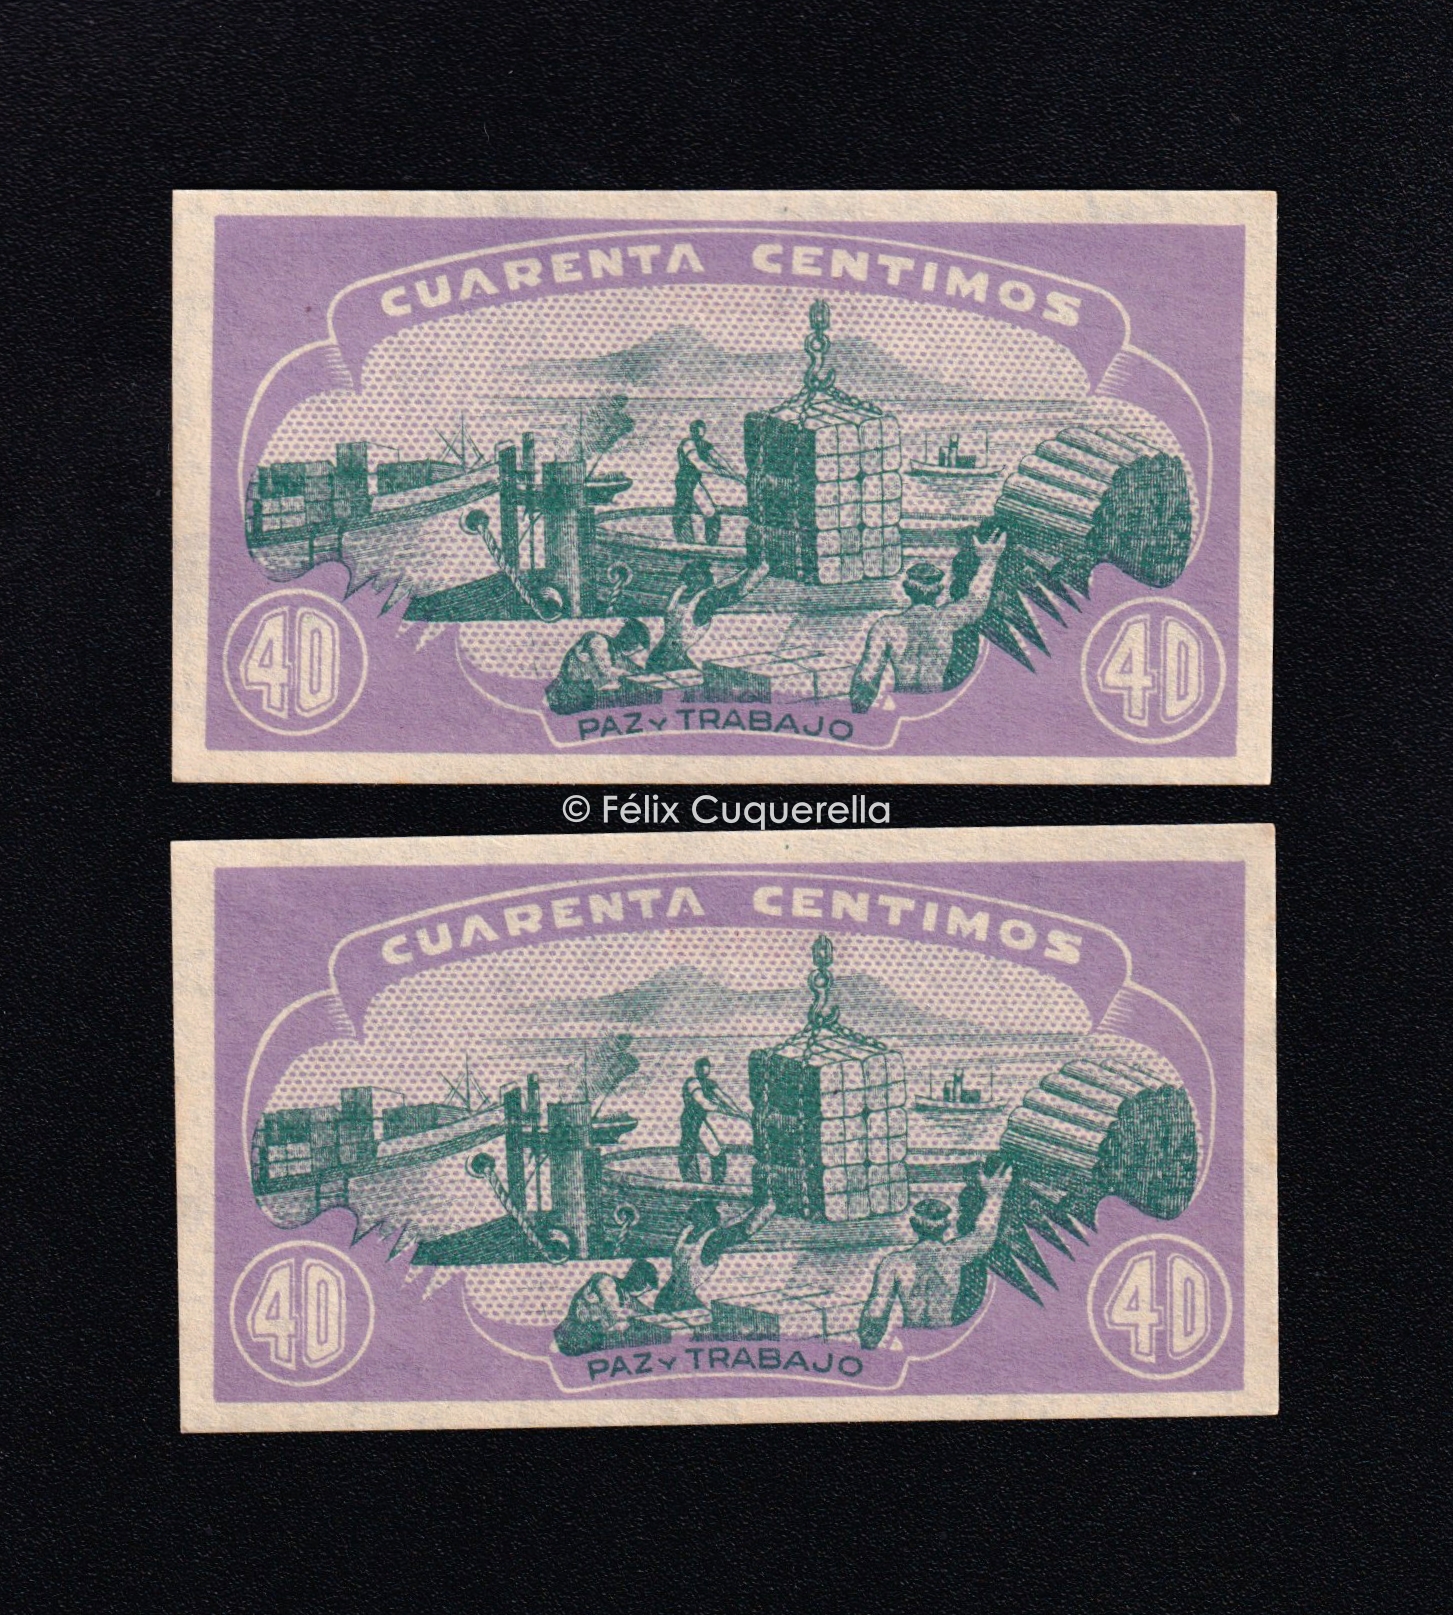 CUARENTA CENTIMOS
40 40
PAZ Y TRABAJO
© Félix Cuquerella
CUARENTA CENTIMOS
40 40
PAZ Y TRABAJO